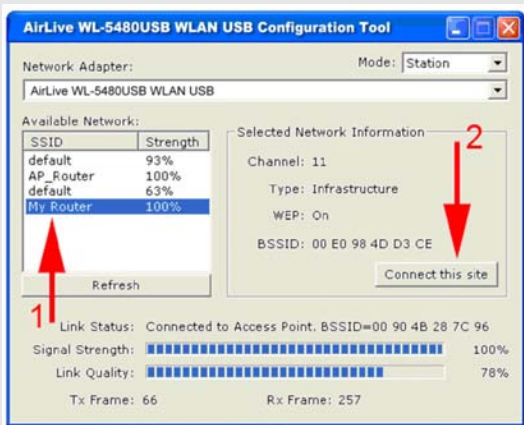 AirLive WL-5480USB WLAN USB Configuration Tool
Network Adapter:
Mode: Station
AirLive WL-5480USB WLAN USB
Available Network:
SSID Strength
default 93%
AP_Router 100%
default 63%
My Router 100%
Refresh
1
Selected Network Information
2
Channel: 11
Type: Infrastructure
WEP: On
BSSID: 00 E0 98 4D D3 CE
Connect this site
Link Status: Connected to Access Point. BSSID=00 90 4B 28 7C 96
Signal Strength: 100%
Link Quality: 78%
Tx Frame: 66 Rx Frame: 257